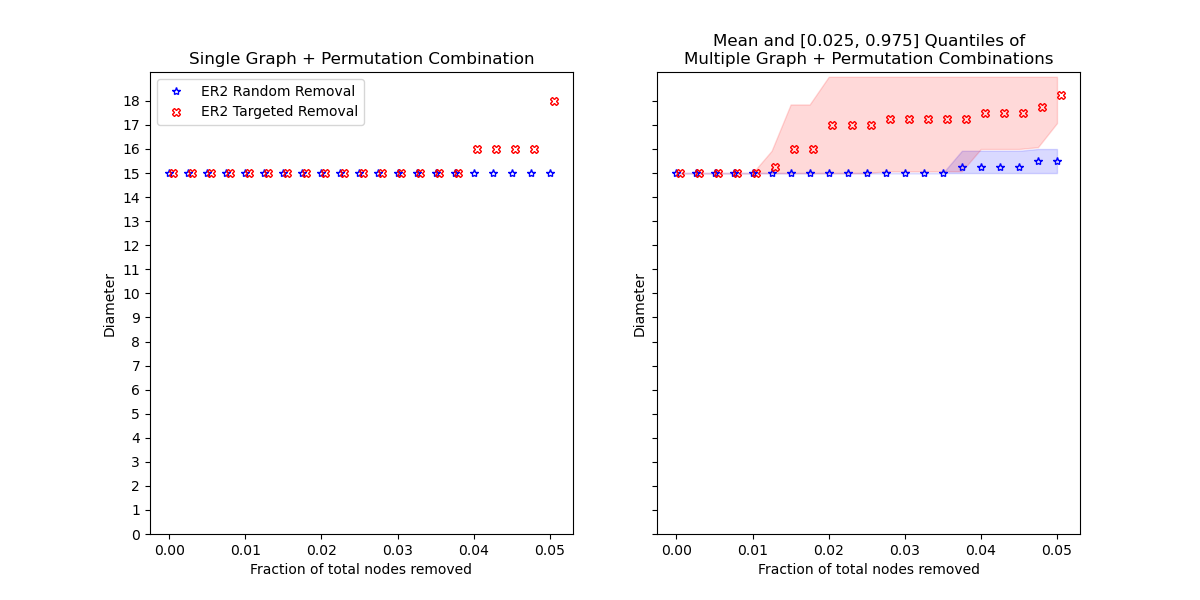 Single Graph + Permutation Combination
ER2 Random Removal
ER2 Targeted Removal
18
17
16
15
14
13
12
11
10
9
8
7
6
5
4
3
2
1
0
Diameter
0.00 0.01 0.02 0.03 0.04 0.05
Fraction of total nodes removed
Mean and [0.025, 0.975] Quantiles of
Multiple Graph + Permutation Combinations
Diameter
0.00 0.01 0.02 0.03 0.04 0.05
Fraction of total nodes removed